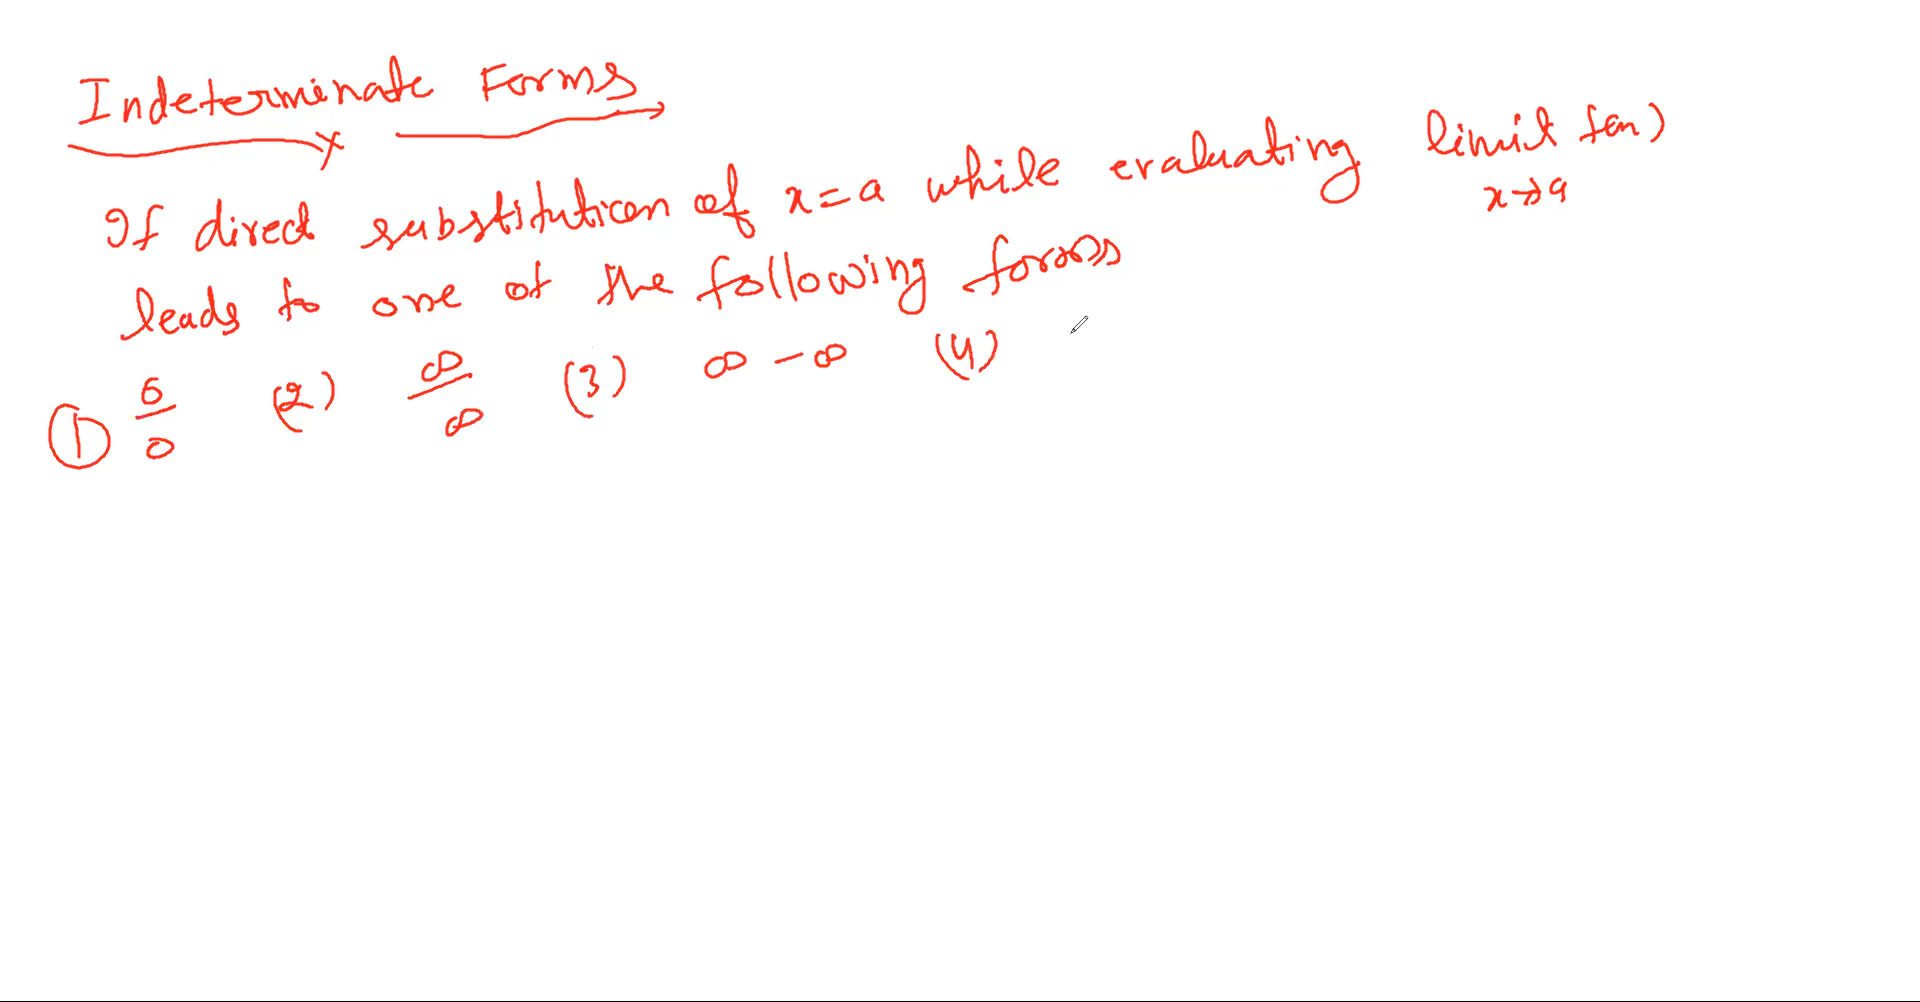 Indeterminate Forms
If direct substitution of x=a while evaluating limit f(x)
x→a
leads to one of the following forms
① 0/0 (2) ∞/∞ (3) ∞-∞ (4)